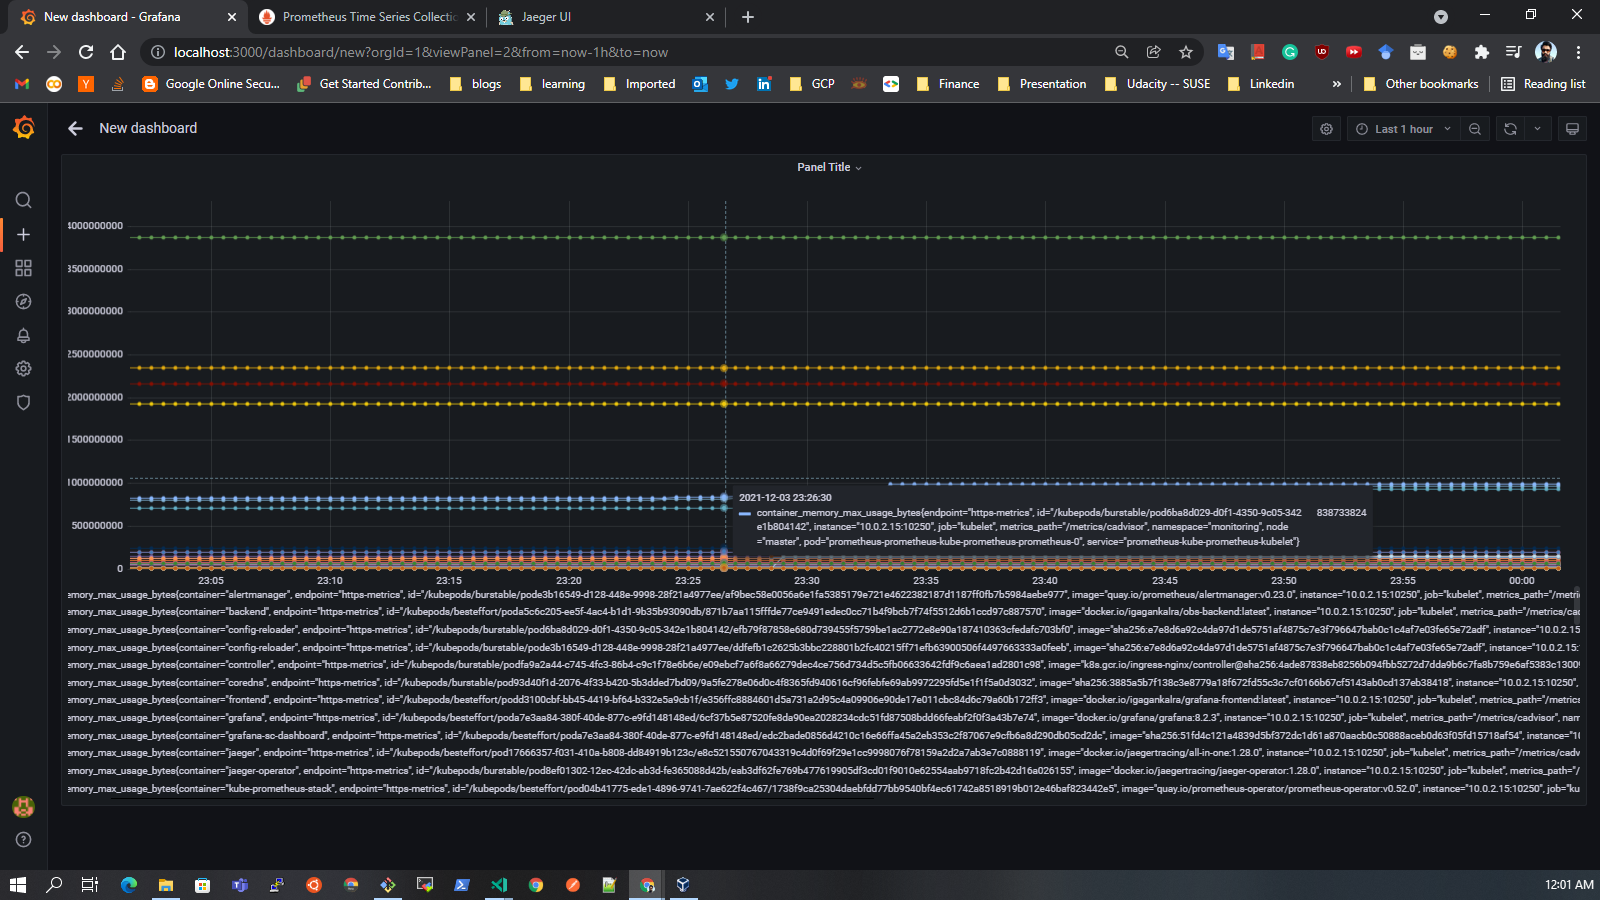 New dashboard - Grafana
Prometheus Time Series Collectic
Jaeger UI
localhost:3000/dashboard/new?orgId=1&viewPanel=2&from=now-1h&to=now
Google Online Secu...
Get Started Contrib...
blogs
learning
Imported
GCP
Finance
Presentation
Udacity -- SUSE
Linkedin
»
Other bookmarks
Reading list
New dashboard
Last 1 hour
Panel Title
4000000000
3500000000
3000000000
2500000000
2000000000
1500000000
1000000000
500000000
0
2021-12-03 23:26:30
container_memory_max_usage_bytes{endpoint="https-metrics", id="/kubepods/burstable/pod6ba8d029-d0f1-4350-9c05-342 838733824
e1b804142", instance="10.0.2.15:10250", job="kubelet", metrics_path="/metrics/cadvisor", namespace="monitoring", node
="master", pod="prometheus-prometheus-kube-prometheus-prometheus-0", service="prometheus-kube-prometheus-kubelet"}
23:05 23:10 23:15 23:20 23:25 23:30 23:35 23:40 23:45 23:50 23:55 00:00
emory_max_usage_bytes{container="alertmanager", endpoint="https-metrics", id="/kubepods/burstable/pode3b16549-d128-448e-9998-28f21a4977ee/af9bec58e0056a6e1fa5385179e721e4622382187d1187ff0fb7b5984aebe977", image="quay.io/prometheus/alertmanager:v0.23.0", instance="10.0.2.15:10250", job="kubelet", metrics_path="/metri
emory_max_usage_bytes{container="backend", endpoint="https-metrics", id="/kubepods/besteffort/poda5c6c205-ee5f-4ac4-b1d1-9b35b93090db/871b7aa115fffde77ce9491edec0cc71b4f9bcb7f74f5512d6b1ccd97c887570", image="docker.io/igagankalra/obs-backend:latest", instance="10.0.2.15:10250", job="kubelet", metrics_path="/metrics/cad
emory_max_usage_bytes{container="config-reloader", endpoint="https-metrics", id="/kubepods/burstable/pod6ba8d029-d0f1-4350-9c05-342e1b804142/efb79f87858e680d739455f5759be1ac2772e8e90a187410363cfedafc703bf0", image="sha256:e7e8d6a92c4da97d1de5751af4875c7e3f796647bab0c1c4af7e03fe65e72adf", instance="10.0.2.15
emory_max_usage_bytes{container="config-reloader", endpoint="https-metrics", id="/kubepods/burstable/pode3b16549-d128-448e-9998-28f21a4977ee/ddfefb1c2625b3bbc228801b2fc40215ff71efb63900506f4497663333a0feeb", image="sha256:e7e8d6a92c4da97d1de5751af4875c7e3f796647bab0c1c4af7e03fe65e72adf", instance="10.0.2.15:
emory_max_usage_bytes{container="controller", endpoint="https-metrics", id="/kubepods/burstable/podfa9a2a44-c745-4fc3-86b4-c9c1f78e6b6e/e09ebcf7a6f8a66279dec4ce756d734d5c5fb06633642fdf9c6aea1ad2801c98", image="k8s.gcr.io/ingress-nginx/controller@sha256:4ade87838eb8256b094fbb5272d7dda9b6c7fa8b759e6af5383c13009
emory_max_usage_bytes{container="coredns", endpoint="https-metrics", id="/kubepods/burstable/pod93d40f1d-2076-4f33-b420-5b3dded7bd09/9a5fe278e06d0c4f8365fd940616cf96febfe69ab9972295fd5e1f1f5a0d3032", image="sha256:3885a5b7f138c3e8779a18f672fd55c3c7cf0166b67cf5143ab0cd137eb38418", instance="10.0.2.15:10250",
emory_max_usage_bytes{container="frontend", endpoint="https-metrics", id="/kubepods/besteffort/podd3100cbf-bb45-4419-bf64-b332e5a9cb1f/e356ffc8884601d5a731a2d95c4a09906e90de17e011cbc84d6c79a60b172ff3", image="docker.io/igagankalra/grafana-frontend:latest", instance="10.0.2.15:10250", job="kubelet", metrics_path="/metrics
emory_max_usage_bytes{container="grafana", endpoint="https-metrics", id="/kubepods/besteffort/poda7e3aa84-380f-40de-877c-e9fd148148ed/6cf37b5e87520fe8da90ea2028234cdc51fd87508bdd66feabf2f0f3a43b7e74", image="docker.io/grafana/grafana:8.2.3", instance="10.0.2.15:10250", job="kubelet", metrics_path="/metrics/cadvisor", nam
emory_max_usage_bytes{container="grafana-sc-dashboard", endpoint="https-metrics", id="/kubepods/besteffort/poda7e3aa84-380f-40de-877c-e9fd148148ed/edc2bade0856d4210c16e66ffa45a2eb353c2f87067e9cfb6a8d290db05cd2dc", image="sha256:51fd4c121a4839d5bf372dc1d61a870aacb0c50888aceb0d63f05fd15718af54", instance="10
emory_max_usage_bytes{container="jaeger", endpoint="https-metrics", id="/kubepods/besteffort/pod17666357-f031-410a-b808-dd84919b123c/e8c521550767043319c4d0f69f29e1cc9998076f78159a2d2a7ab3e7c0888119", image="docker.io/jaegertracing/all-in-one:1.28.0", instance="10.0.2.15:10250", job="kubelet", metrics_path="/metrics/cadv
emory_max_usage_bytes{container="jaeger-operator", endpoint="https-metrics", id="/kubepods/burstable/pod8ef01302-12ec-42dc-ab3d-fe365088d42b/eab3df62fe769b477619905df3cd01f9010e62554aab9718fc2b42d16a026155", image="docker.io/jaegertracing/jaeger-operator:1.28.0", instance="10.0.2.15:10250", job="kubelet", metrics_path="/
emory_max_usage_bytes{container="kube-prometheus-stack", endpoint="https-metrics", id="/kubepods/besteffort/pod04b41775-ede1-4896-9741-7ae622f4c467/1738f9ca25304daebfdd77bb9540bf4ec61742a8518919b012e46baf823442e5", image="quay.io/prometheus-operator/prometheus-operator:v0.52.0", instance="10.0.2.15:10250", job="ku
12:01 AM